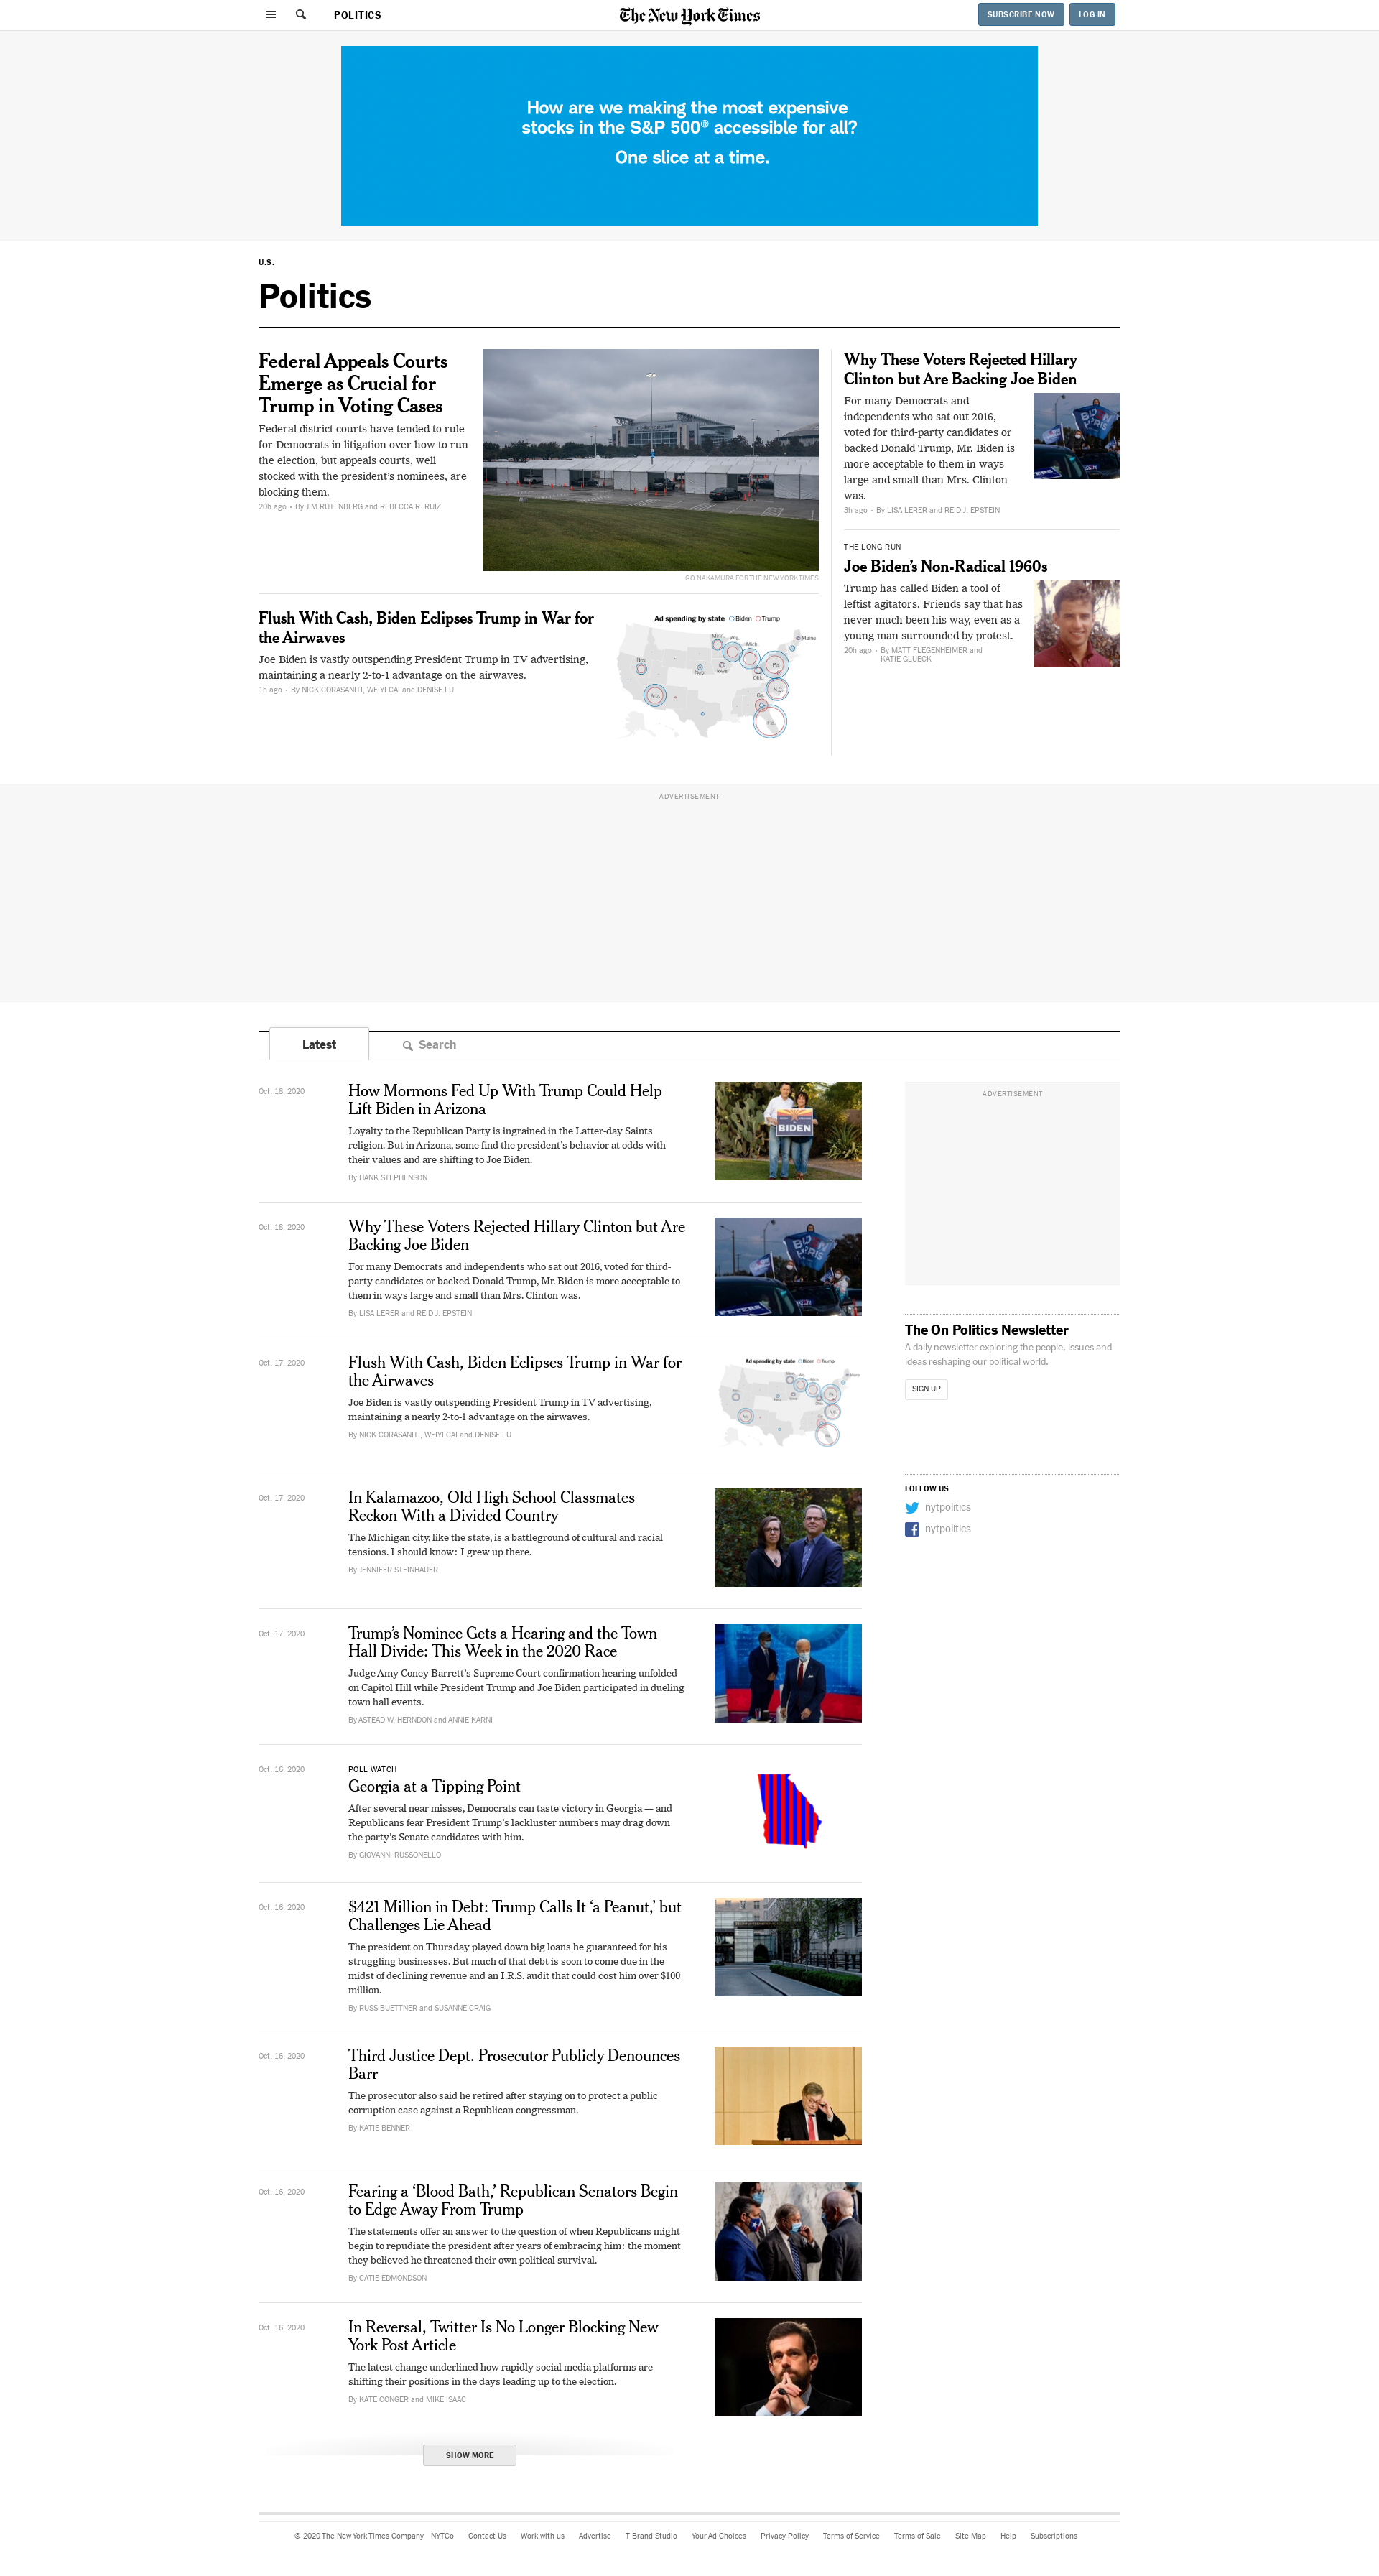 POLITICS
The New York Times
SUBSCRIBE NOW
LOG IN
How are we making the most expensive
stocks in the S&P 500® accessible for all?
One slice at a time.
U.S.
Politics
Federal Appeals Courts
Emerge as Crucial for
Trump in Voting Cases
Federal district courts have tended to rule
for Democrats in litigation over how to run
the election, but appeals courts, well
stocked with the president's nominees, are
blocking them.
20h ago • By JIM RUTENBERG and REBECCA R. RUIZ
GO NAKAMURA FOR THE NEW YORK TIMES
Flush With Cash, Biden Eclipses Trump in War for
the Airwaves
Joe Biden is vastly outspending President Trump in TV advertising,
maintaining a nearly 2-to-1 advantage on the airwaves.
1h ago • By NICK CORASANITI, WEIYI CAI and DENISE LU
Ad spending by state Biden Trump
Minn.
Wis.
Mich.
Maine
Nev.
Neb.
Iowa
Pa.
Ohio
Ariz.
N.C.
Ga.
Fla.
Why These Voters Rejected Hillary
Clinton but Are Backing Joe Biden
For many Democrats and
independents who sat out 2016,
voted for third-party candidates or
backed Donald Trump, Mr. Biden is
more acceptable to them in ways
large and small than Mrs. Clinton
was.
3h ago • By LISA LERER and REID J. EPSTEIN
THE LONG RUN
Joe Biden's Non-Radical 1960s
Trump has called Biden a tool of
leftist agitators. Friends say that has
never much been his way, even as a
young man surrounded by protest.
20h ago • By MATT FLEGENHEIMER and
KATIE GLUECK
ADVERTISEMENT
Latest
Search
Oct. 18, 2020
How Mormons Fed Up With Trump Could Help
Lift Biden in Arizona
Loyalty to the Republican Party is ingrained in the Latter-day Saints
religion. But in Arizona, some find the president's behavior at odds with
their values and are shifting to Joe Biden.
By HANK STEPHENSON
BIDEN
Oct. 18, 2020
Why These Voters Rejected Hillary Clinton but Are
Backing Joe Biden
For many Democrats and independents who sat out 2016, voted for third-
party candidates or backed Donald Trump, Mr. Biden is more acceptable to
them in ways large and small than Mrs. Clinton was.
By LISA LERER and REID J. EPSTEIN
BIDEN
HARRIS
PETERS
Oct. 17, 2020
Flush With Cash, Biden Eclipses Trump in War for
the Airwaves
Joe Biden is vastly outspending President Trump in TV advertising,
maintaining a nearly 2-to-1 advantage on the airwaves.
By NICK CORASANITI, WEIYI CAI and DENISE LU
Ad spending by state Biden Trump
Oct. 17, 2020
In Kalamazoo, Old High School Classmates
Reckon With a Divided Country
The Michigan city, like the state, is a battleground of cultural and racial
tensions. I should know: I grew up there.
By JENNIFER STEINHAUER
Oct. 17, 2020
Trump's Nominee Gets a Hearing and the Town
Hall Divide: This Week in the 2020 Race
Judge Amy Coney Barrett's Supreme Court confirmation hearing unfolded
on Capitol Hill while President Trump and Joe Biden participated in dueling
town hall events.
By ASTEAD W. HERNDON and ANNIE KARNI
Oct. 16, 2020
POLL WATCH
Georgia at a Tipping Point
After several near misses, Democrats can taste victory in Georgia — and
Republicans fear President Trump's lackluster numbers may drag down
the party's Senate candidates with him.
By GIOVANNI RUSSONELLO
Oct. 16, 2020
$421 Million in Debt: Trump Calls It 'a Peanut,' but
Challenges Lie Ahead
The president on Thursday played down big loans he guaranteed for his
struggling businesses. But much of that debt is soon to come due in the
midst of declining revenue and an I.R.S. audit that could cost him over $100
million.
By RUSS BUETTNER and SUSANNE CRAIG
Oct. 16, 2020
Third Justice Dept. Prosecutor Publicly Denounces
Barr
The prosecutor also said he retired after staying on to protect a public
corruption case against a Republican congressman.
By KATIE BENNER
Oct. 16, 2020
Fearing a 'Blood Bath,' Republican Senators Begin
to Edge Away From Trump
The statements offer an answer to the question of when Republicans might
begin to repudiate the president after years of embracing him: the moment
they believed he threatened their own political survival.
By CATIE EDMONDSON
Oct. 16, 2020
In Reversal, Twitter Is No Longer Blocking New
York Post Article
The latest change underlined how rapidly social media platforms are
shifting their positions in the days leading up to the election.
By KATE CONGER and MIKE ISAAC
SHOW MORE
ADVERTISEMENT
The On Politics Newsletter
A daily newsletter exploring the people, issues and
ideas reshaping our political world.
SIGN UP
FOLLOW US
nytpolitics
nytpolitics
© 2020 The New York Times Company NYTCo Contact Us Work with us Advertise T Brand Studio Your Ad Choices Privacy Policy Terms of Service Terms of Sale Site Map Help Subscriptions